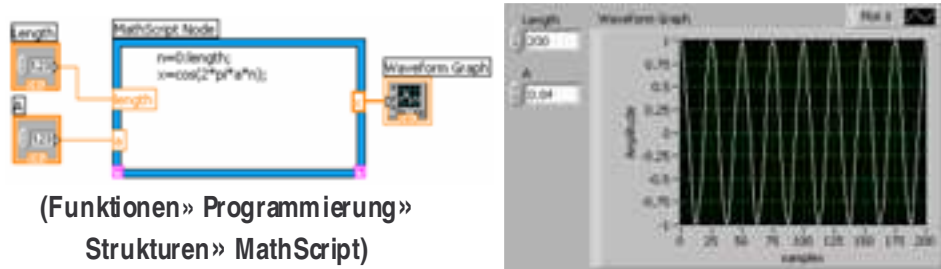 Length
MathScript Node
n=0:length;
x=cos(2*pi*a*n);
length
A
a
x
Waveform Graph
(Funktionen» Programmierung»
Strukturen» MathScript)
Length
200
A
0.04
Waveform Graph
Plot 1
Amplitude
1
0.75
0.5
0.25
0
-0.25
-0.5
-0.75
-1
0 25 50 75 100 125 150 175 200
samples